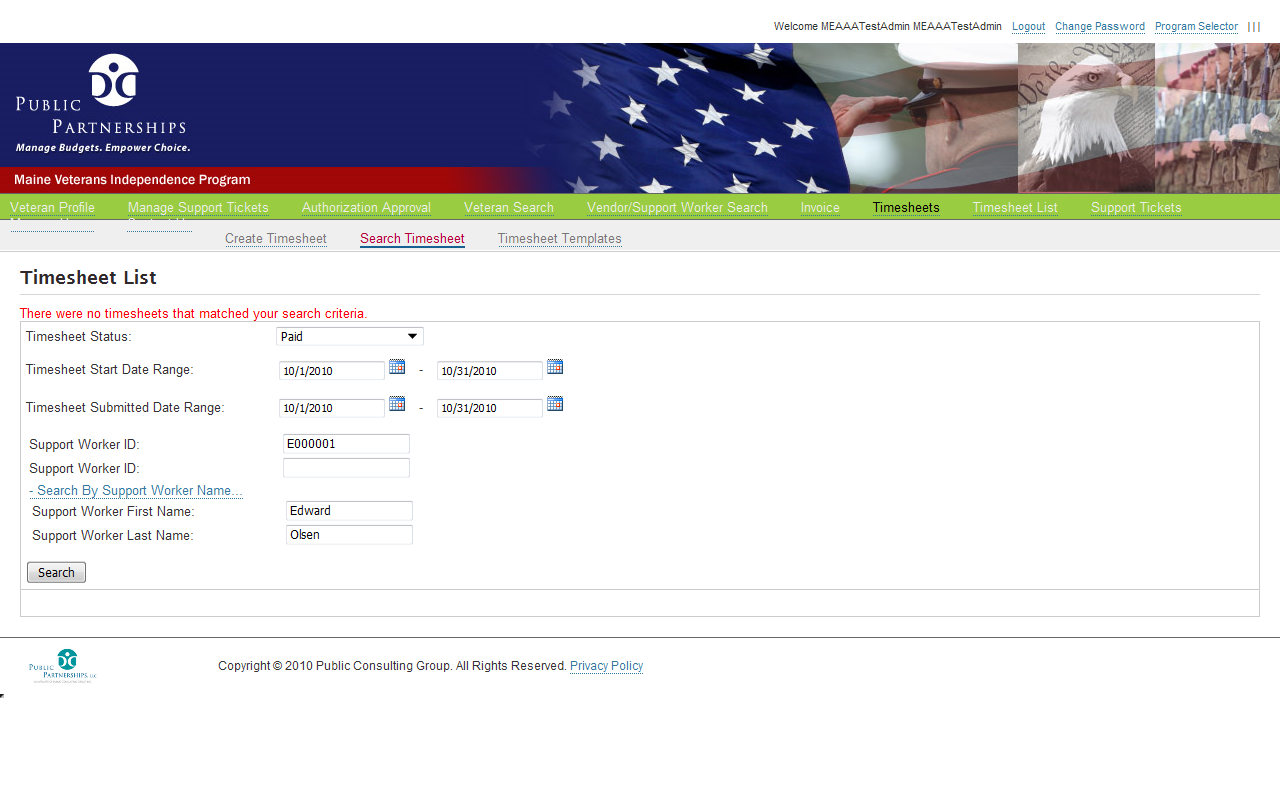 Welcome MEAAATestAdmin MEAAATestAdmin Logout Change Password Program Selector
PUBLIC
PARTNERSHIPS
Manage Budgets. Empower Choice.
We the Peo
Maine Veterans Independence Program
Veteran Profile Manage Support Tickets Authorization Approval Veteran Search Vendor/Support Worker Search Invoice Timesheets Timesheet List Support Tickets
Create Timesheet Search Timesheet Timesheet Templates
Timesheet List
There were no timesheets that matched your search criteria.
Timesheet Status: Paid
Timesheet Start Date Range: 10/1/2010 - 10/31/2010
Timesheet Submitted Date Range: 10/1/2010 - 10/31/2010
Support Worker ID: E000001
Support Worker ID:
- Search By Support Worker Name...
Support Worker First Name: Edward
Support Worker Last Name: Olsen
Search
PUBLIC
PARTNERSHIPS, LLC
Copyright © 2010 Public Consulting Group. All Rights Reserved. Privacy Policy